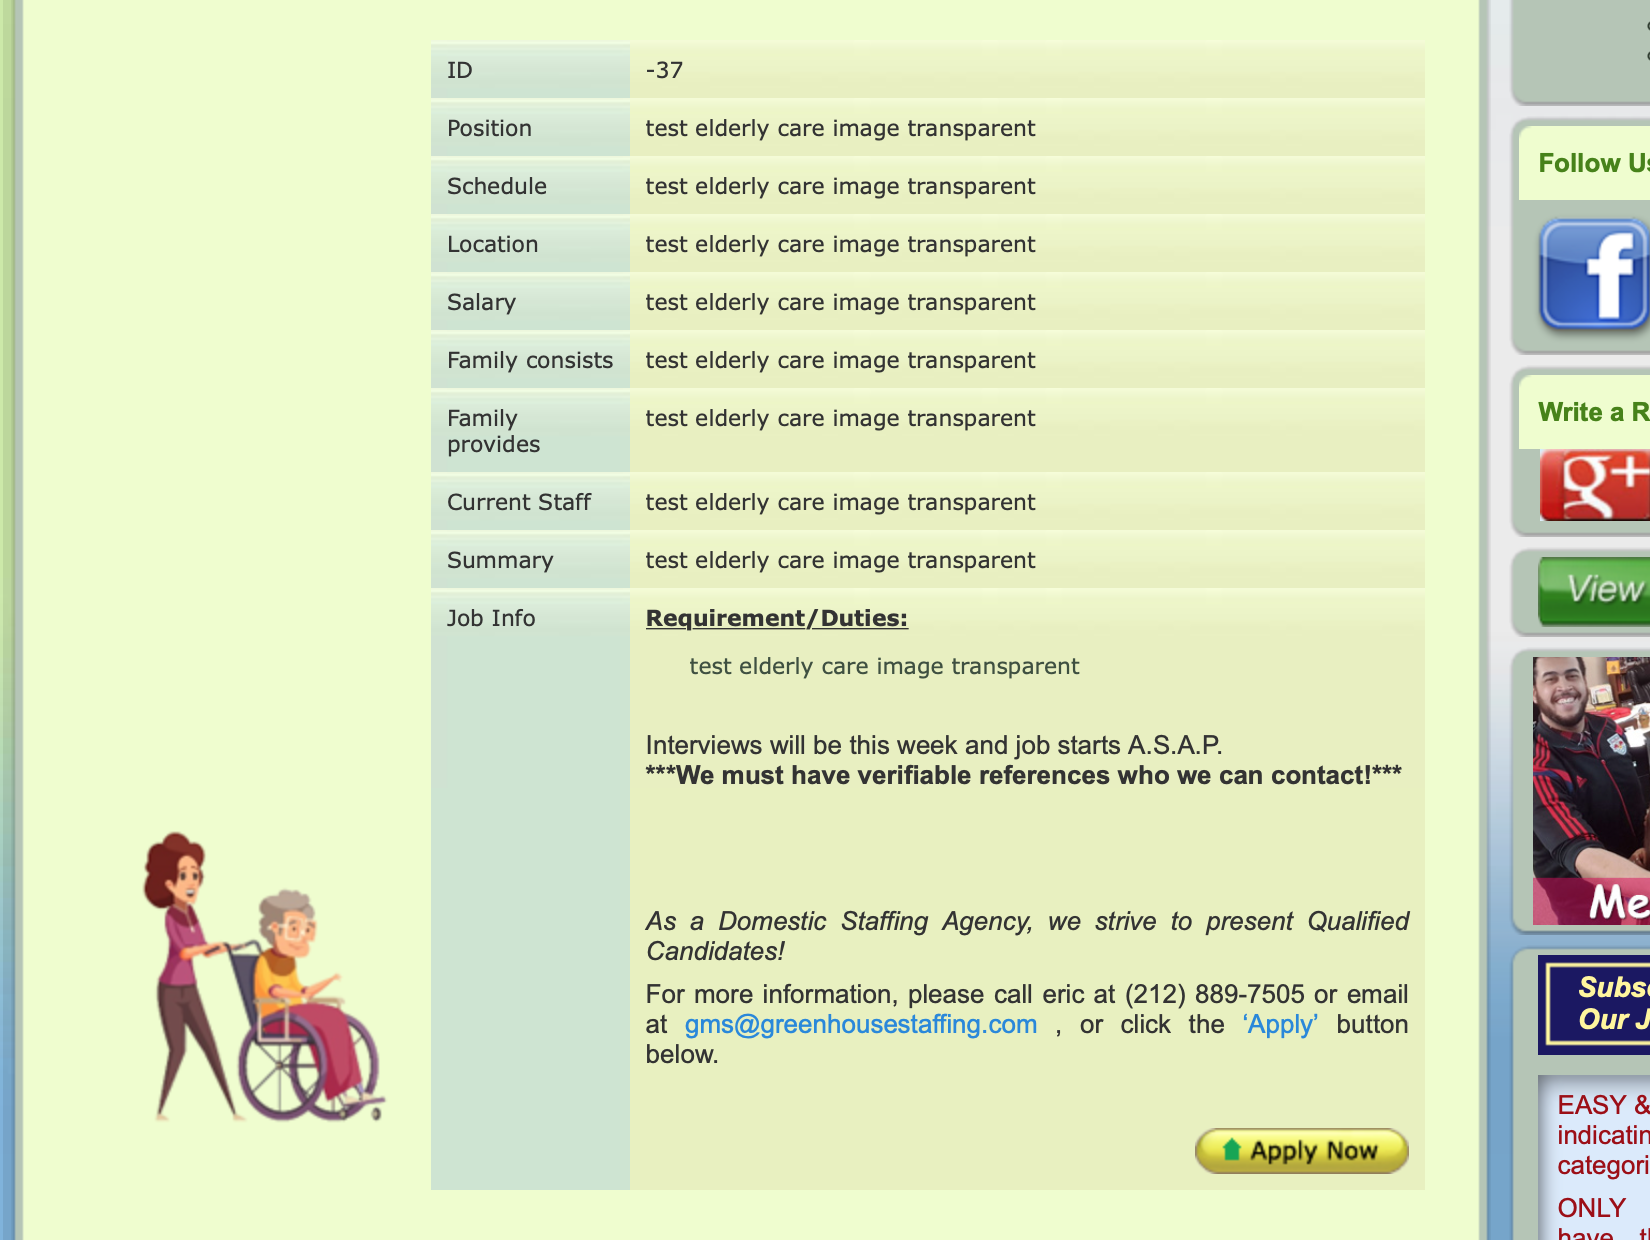 ID -37
Position test elderly care image transparent
Schedule test elderly care image transparent
Location test elderly care image transparent
Salary test elderly care image transparent
Family consists test elderly care image transparent
Family test elderly care image transparent
provides
Current Staff test elderly care image transparent
Summary test elderly care image transparent
Job Info Requirement/Duties:
test elderly care image transparent
Interviews will be this week and job starts A.S.A.P.
***We must have verifiable references who we can contact!***
As a Domestic Staffing Agency, we strive to present Qualified
Candidates!
For more information, please call eric at (212) 889-7505 or email
at gms@greenhousestaffing.com , or click the ‘Apply’ button
below.
Apply Now
Follow
f
Write a R
g+
View
Me
Subs
Our J
EASY &
indicatin
categori
ONLY
have